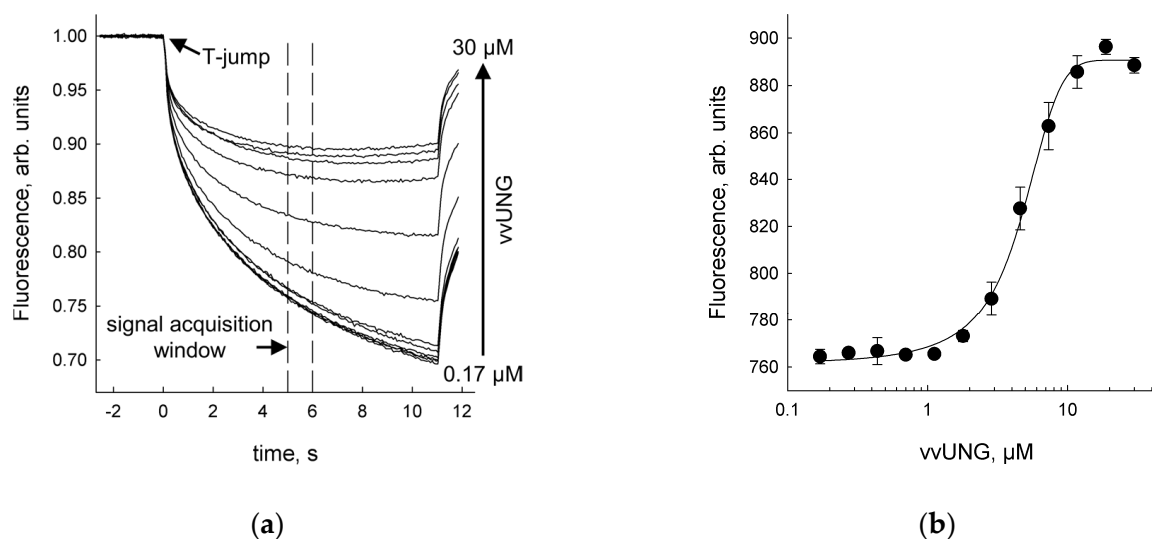 1.00
0.95
0.90
0.85
0.80
0.75
0.70
Fluorescence, arb. units
T-jump
30 µM
vvUNG
0.17 µM
signal acquisition
window
-2 0 2 4 6 8 10 12
time, s
(a)
900
880
860
840
820
800
780
760
Fluorescence, arb. units
0.1 1 10
vvUNG, µM
(b)